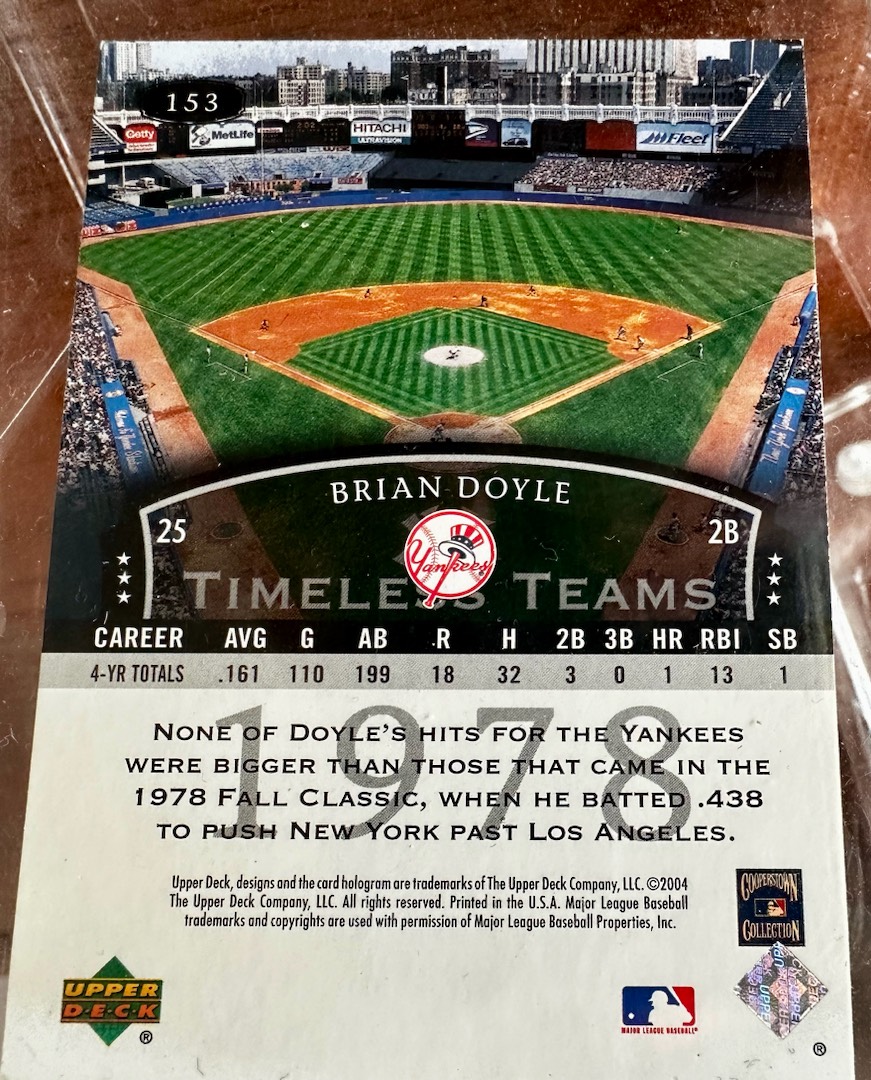 153
Getty
MetLife
HITACHI
ULTRAVISION
Fleet
BRIAN DOYLE
25
2B
Yankees
TIMELESS TEAMS
CAREER AVG G AB R H 2B 3B HR RBI SB
4-YR TOTALS .161 110 199 18 32 3 0 1 13 1
1978
NONE OF DOYLE'S HITS FOR THE YANKEES
WERE BIGGER THAN THOSE THAT CAME IN THE
1978 FALL CLASSIC, WHEN HE BATTED .438
TO PUSH NEW YORK PAST LOS ANGELES.
Upper Deck, designs and the card hologram are trademarks of The Upper Deck Company, LLC. ©2004
The Upper Deck Company, LLC. All rights reserved. Printed in the U.S.A. Major League Baseball
trademarks and copyrights are used with permission of Major League Baseball Properties, Inc.
COOPERSTOWN
COLLECTION
UPPER
DECK
®
MAJOR LEAGUE BASEBALL
®